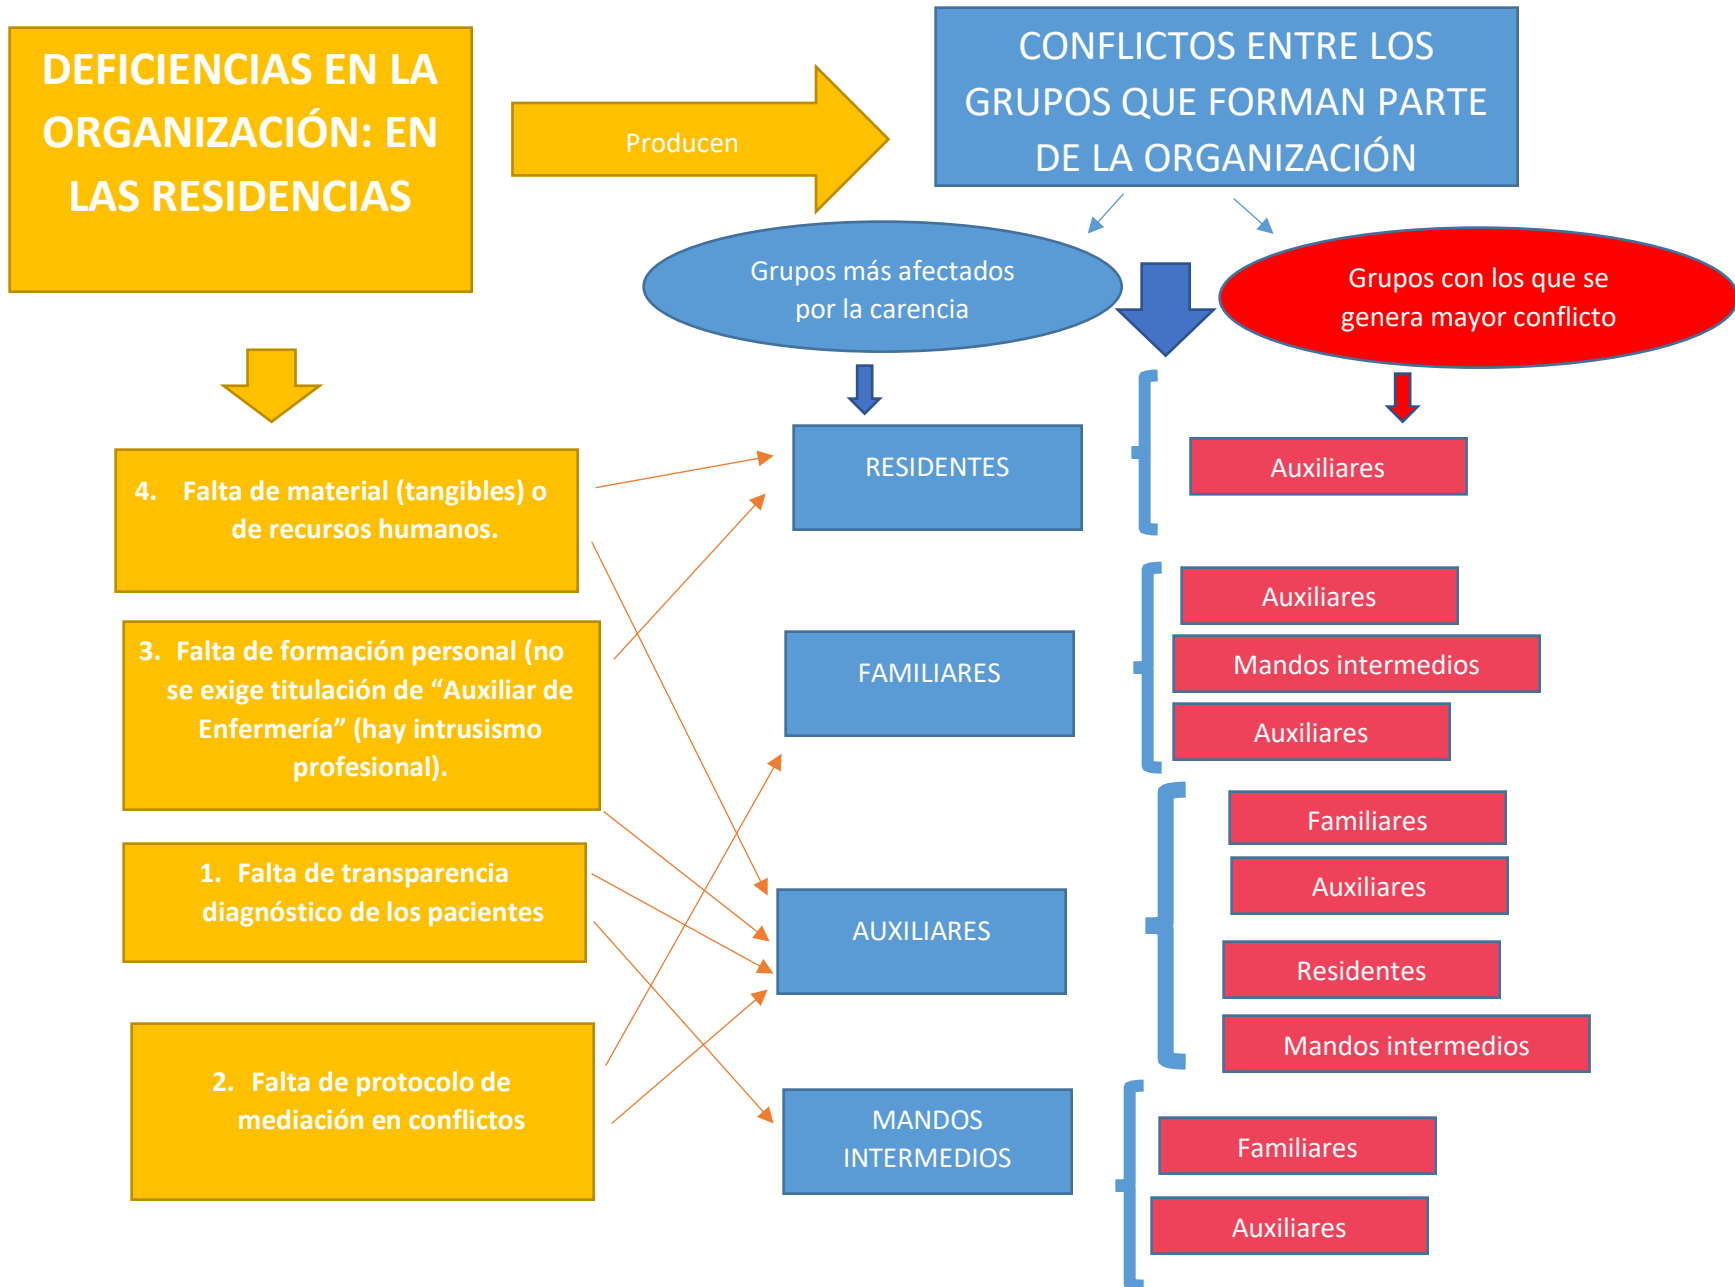 DEFICIENCIAS EN LA
ORGANIZACIÓN: EN
LAS RESIDENCIAS
Producen
CONFLICTOS ENTRE LOS
GRUPOS QUE FORMAN PARTE
DE LA ORGANIZACIÓN
Grupos más afectados
por la carencia
Grupos con los que se
genera mayor conflicto
4. Falta de material (tangibles) o
de recursos humanos.
3. Falta de formación personal (no
se exige titulación de “Auxiliar de
Enfermería” (hay intrusismo
profesional).
1. Falta de transparencia
diagnóstico de los pacientes
2. Falta de protocolo de
mediación en conflictos
RESIDENTES
Auxiliares
FAMILIARES
Auxiliares
Mandos intermedios
Auxiliares
AUXILIARES
Familiares
Auxiliares
Residentes
Mandos intermedios
MANDOS
INTERMEDIOS
Familiares
Auxiliares